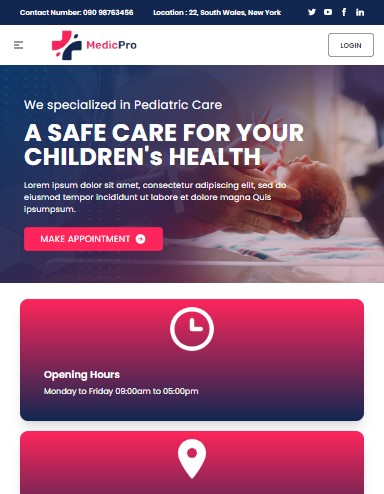 Contact Number: 090 98763456 Location : 22, South Wales, New York
MedicPro
LOGIN
We specialized in Pediatric Care
A SAFE CARE FOR YOUR
CHILDREN's HEALTH
Lorem ipsum dolor sit amet, consectetur adipiscing elit, sed do
eiusmod tempor incididunt ut labore et dolore magna Quis
ipsumpsum.
MAKE APPOINTMENT
Opening Hours
Monday to Friday 09:00am to 05:00pm